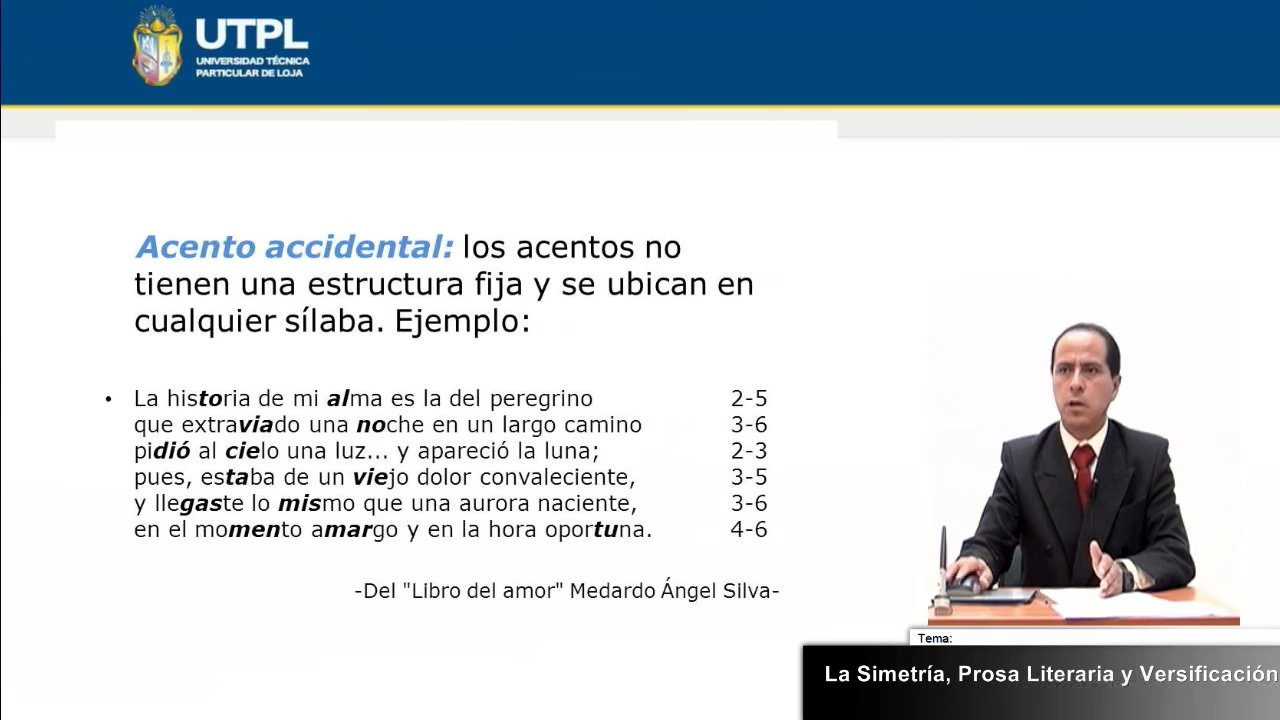 UTPL
UNIVERSIDAD TÉCNICA
PARTICULAR DE LOJA
Acento accidental: los acentos no
tienen una estructura fija y se ubican en
cualquier sílaba. Ejemplo:
• La historia de mi alma es la del peregrino 2-5
que extraviado una noche en un largo camino 3-6
pidió al cielo una luz... y apareció la luna; 2-3
pues, estaba de un viejo dolor convaleciente, 3-5
y llegaste lo mismo que una aurora naciente, 3-6
en el momento amargo y en la hora oportuna. 4-6
-Del "Libro del amor" Medardo Ángel Silva-
Tema:
La Simetría, Prosa Literaria y Versificación